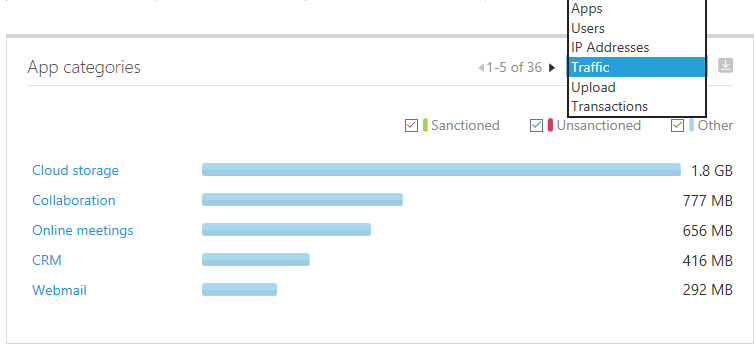 Apps
Users
IP Addresses
Traffic
Upload
Transactions
App categories 1-5 of 36
Sanctioned Unsanctioned Other
Cloud storage 1.8 GB
Collaboration 777 MB
Online meetings 656 MB
CRM 416 MB
Webmail 292 MB